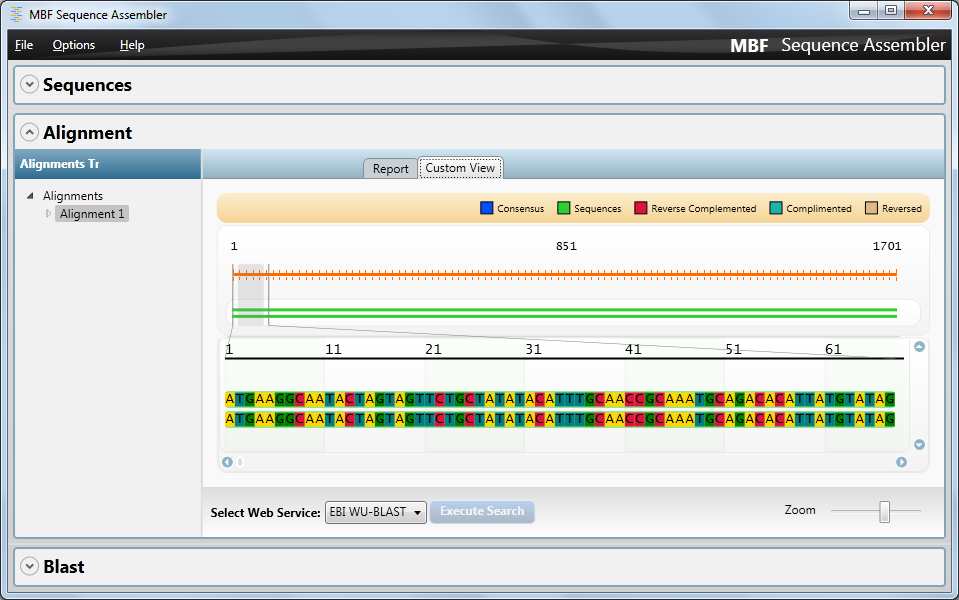 MBF Sequence Assembler
File Options Help
MBF Sequence Assembler
Sequences
Alignment
Alignments Tr
Report Custom View
Alignments
Alignment 1
Consensus Sequences Reverse Complemented Complimented Reversed
1 851 1701
1 11 21 31 41 51 61
ATGAAGGCAATACTAGTAGTTCTGCTATATACATTTGCAACCGCAAATGCAGACACATTATGTATAG
ATGAAGGCAATACTAGTAGTTCTGCTATATACATTTGCAACCGCAAATGCAGACACATTATGTATAG
Select Web Service: EBI WU-BLAST Execute Search Zoom
Blast